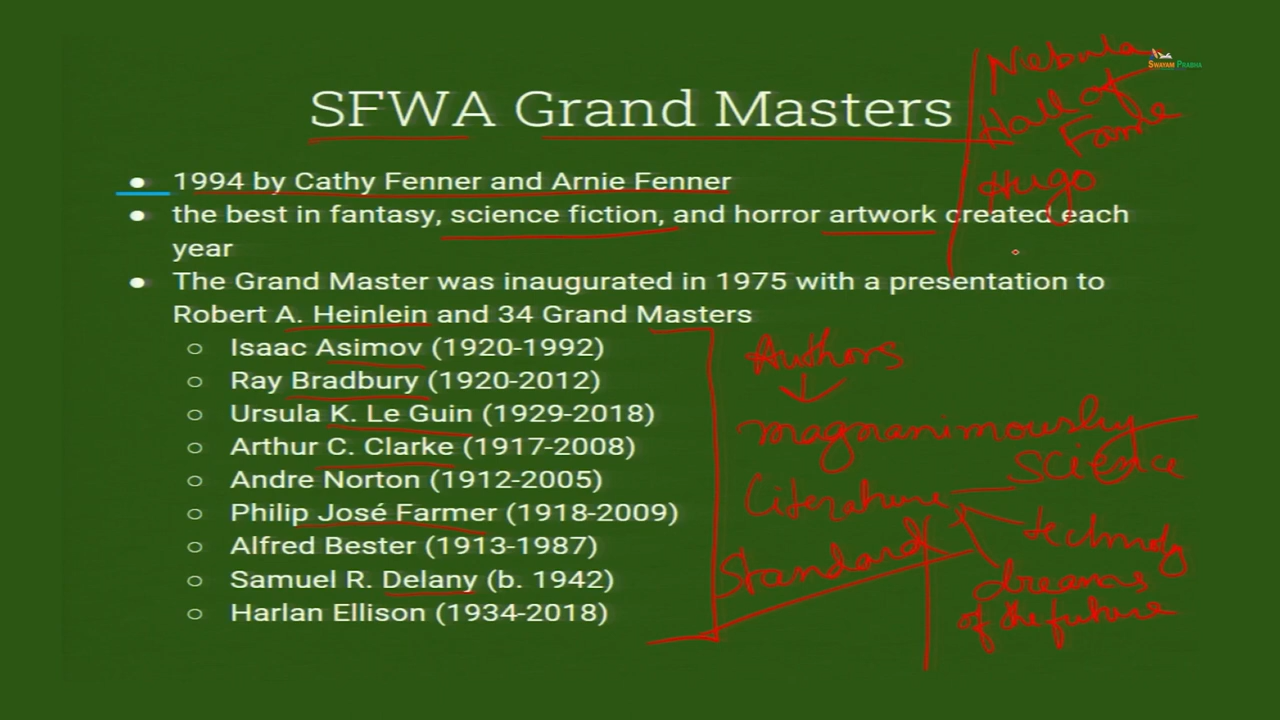 Nebula
SWAYAM PRABHA
Hall of
Fame
Hugo
SFWA Grand Masters
● 1994 by Cathy Fenner and Arnie Fenner
● the best in fantasy, science fiction, and horror artwork created each
year
● The Grand Master was inaugurated in 1975 with a presentation to
Robert A. Heinlein and 34 Grand Masters
○ Isaac Asimov (1920-1992)
○ Ray Bradbury (1920-2012)
○ Ursula K. Le Guin (1929-2018)
○ Arthur C. Clarke (1917-2008)
○ Andre Norton (1912-2005)
○ Philip José Farmer (1918-2009)
○ Alfred Bester (1913-1987)
○ Samuel R. Delany (b. 1942)
○ Harlan Ellison (1934-2018)
Authors
magnanimously
Literature
science
technolg
Standard
dreams
of the future